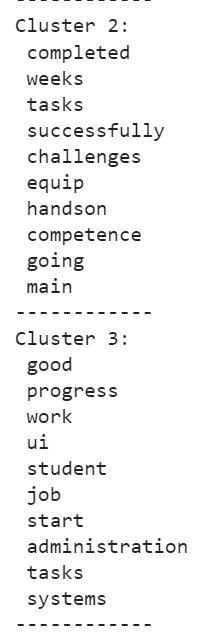 ------------
Cluster 2:
completed
weeks
tasks
successfully
challenges
equip
handson
competence
going
main
------------
Cluster 3:
good
progress
work
ui
student
job
start
administration
tasks
systems
------------